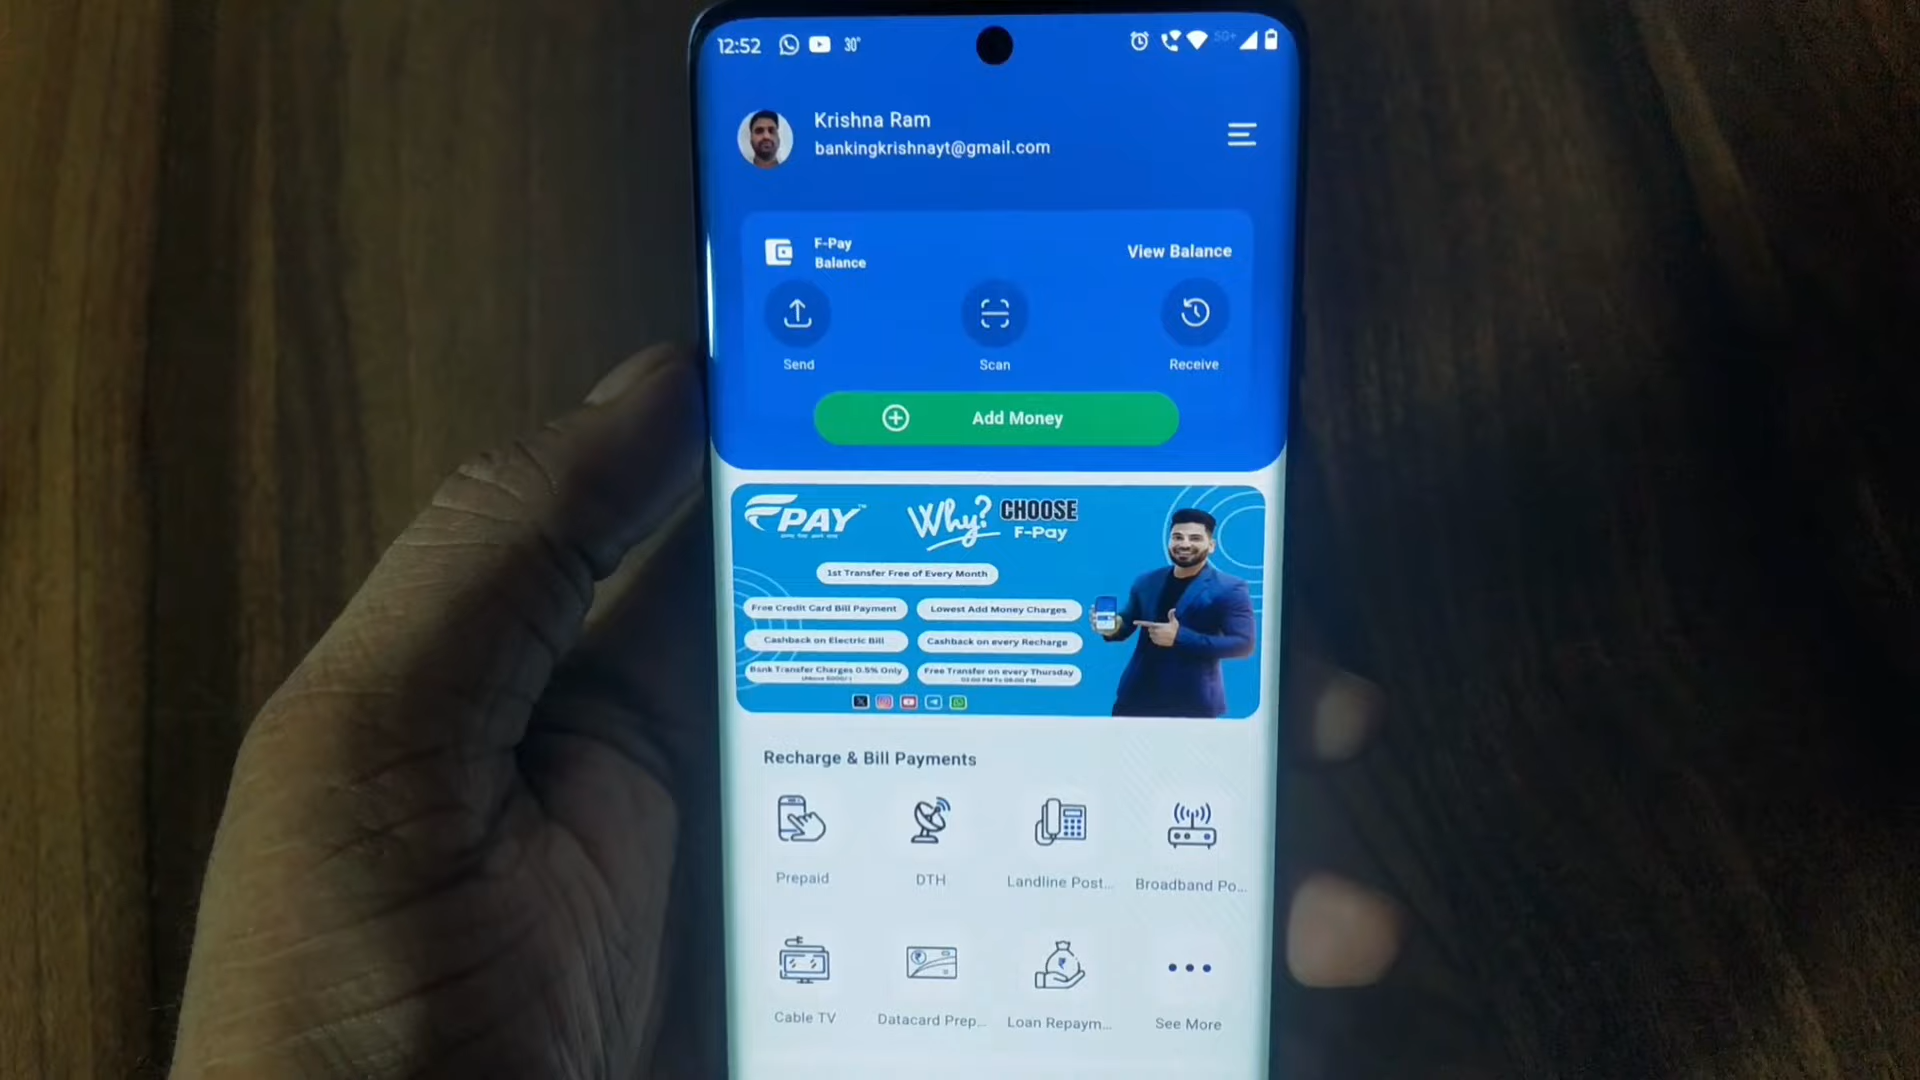 12:52 30° 5G+
Krishna Ram
bankingkrishnayt@gmail.com
F-Pay
Balance
View Balance
Send
Scan
Receive
Add Money
FPAY™
Why? CHOOSE
F-Pay
1st Transfer Free of Every Month
Free Credit Card Bill Payment
Lowest Add Money Charges
Cashback on Electric Bill
Cashback on every Recharge
Bank Transfer Charges 0.5% Only
Free Transfer on every Thursday
Recharge & Bill Payments
Prepaid
DTH
Landline Post...
Broadband Po...
Cable TV
Datacard Prep...
Loan Repaym...
See More